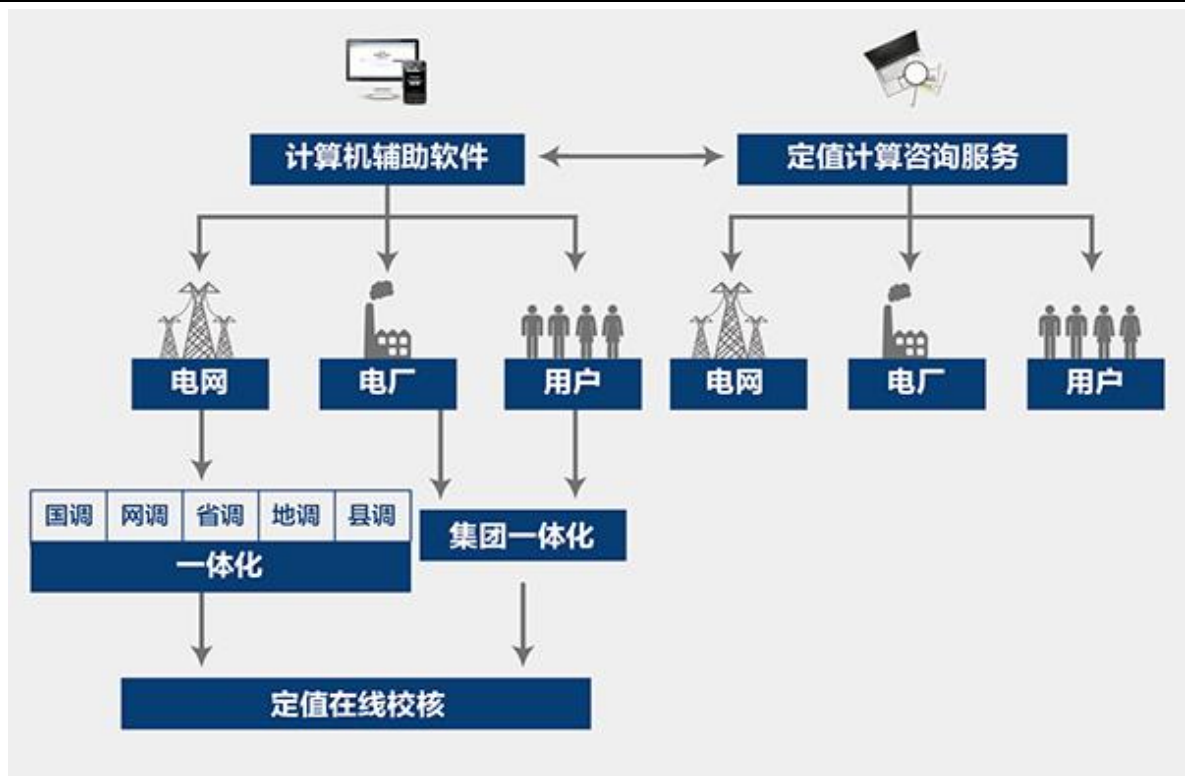 计算机辅助软件
定值计算咨询服务
电网
电厂
用户
电网
电厂
用户
国调
网调
省调
地调
县调
一体化
集团一体化
定值在线校核